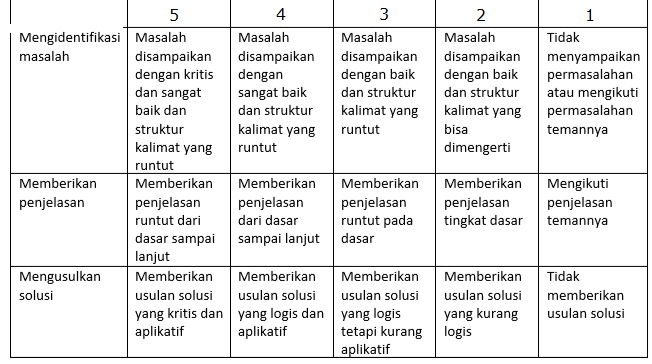 5 4 3 2 1
Mengidentifikasi masalah
Masalah
disampaikan
dengan kritis
dan sangat
baik dan
struktur
kalimat yang
runtut
Masalah
disampaikan
dengan
sangat baik
dan struktur
kalimat yang
runtut
Masalah
disampaikan
dengan baik
dan struktur
kalimat yang
runtut
Masalah
disampaikan
dengan baik
dan struktur
kalimat yang
bisa
dimengerti
Tidak
menyampaikan
permasalahan
atau mengikuti
permasalahan
temannya
Memberikan
penjelasan
Memberikan
penjelasan
runtut dari
dasar sampai
lanjut
Memberikan
penjelasan
dari dasar
sampai lanjut
Memberikan
penjelasan
runtut pada
dasar
Memberikan
penjelasan
tingkat dasar
Mengikuti
penjelasan
temannya
Mengusulkan
solusi
Memberikan
usulan solusi
yang kritis dan
aplikatif
Memberikan
usulan solusi
yang logis dan
aplikatif
Memberikan
usulan solusi
yang logis
tetapi kurang
aplikatif
Memberikan
usulan solusi
yang kurang
logis
Tidak
memberikan
usulan solusi